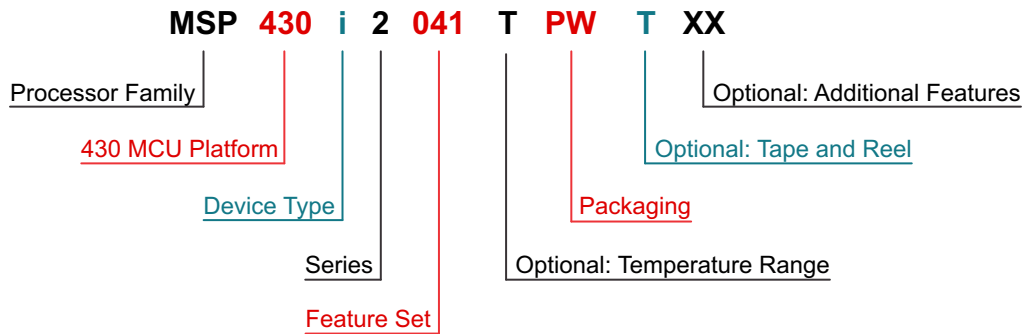 MSP 430 i 2 041 T PW T XX
Processor Family
Optional: Additional Features
430 MCU Platform
Optional: Tape and Reel
Device Type
Packaging
Series
Optional: Temperature Range
Feature Set